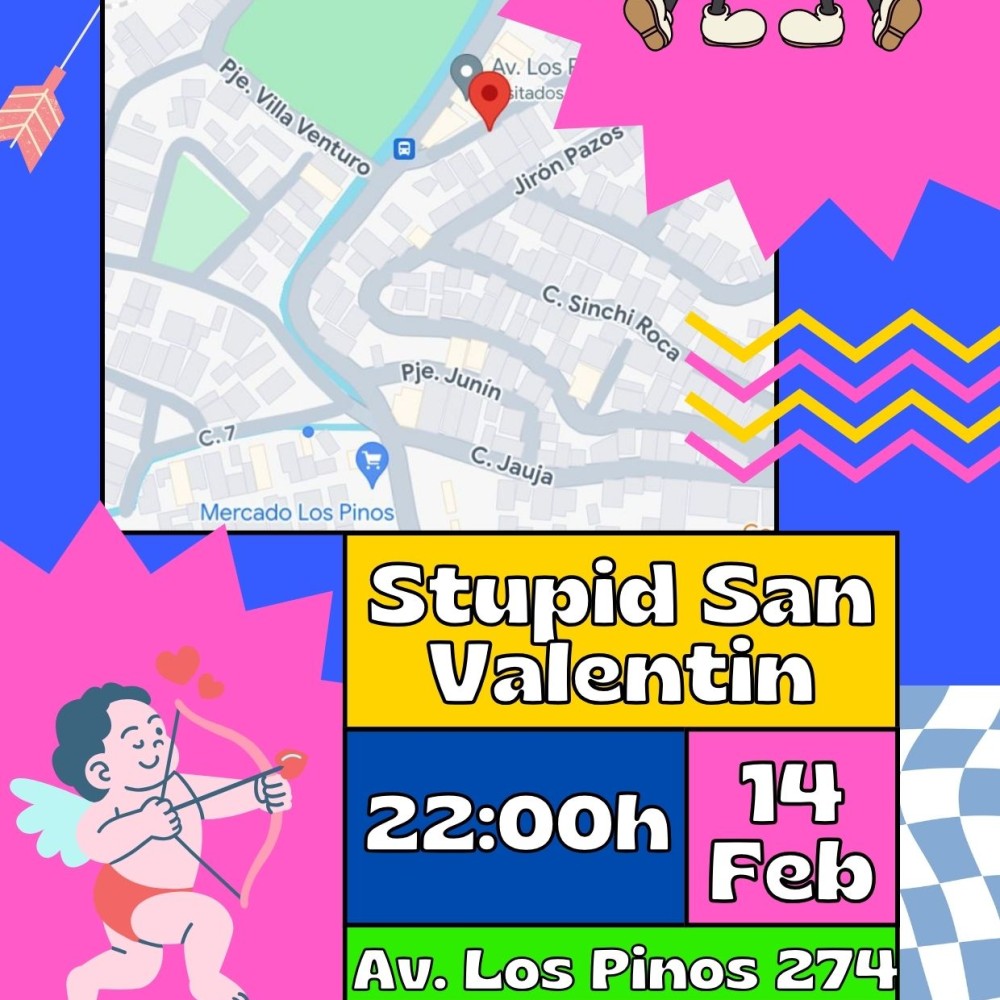 Av. Los
sitados
Pje. Villa Venturo
Jirón Pazos
C. Sinchi Roca
Pje. Junín
C. 7
C. Jauja
Mercado Los Pinos
Stupid San
Valentin
22:00h
14
Feb
Av. Los Pinos 274